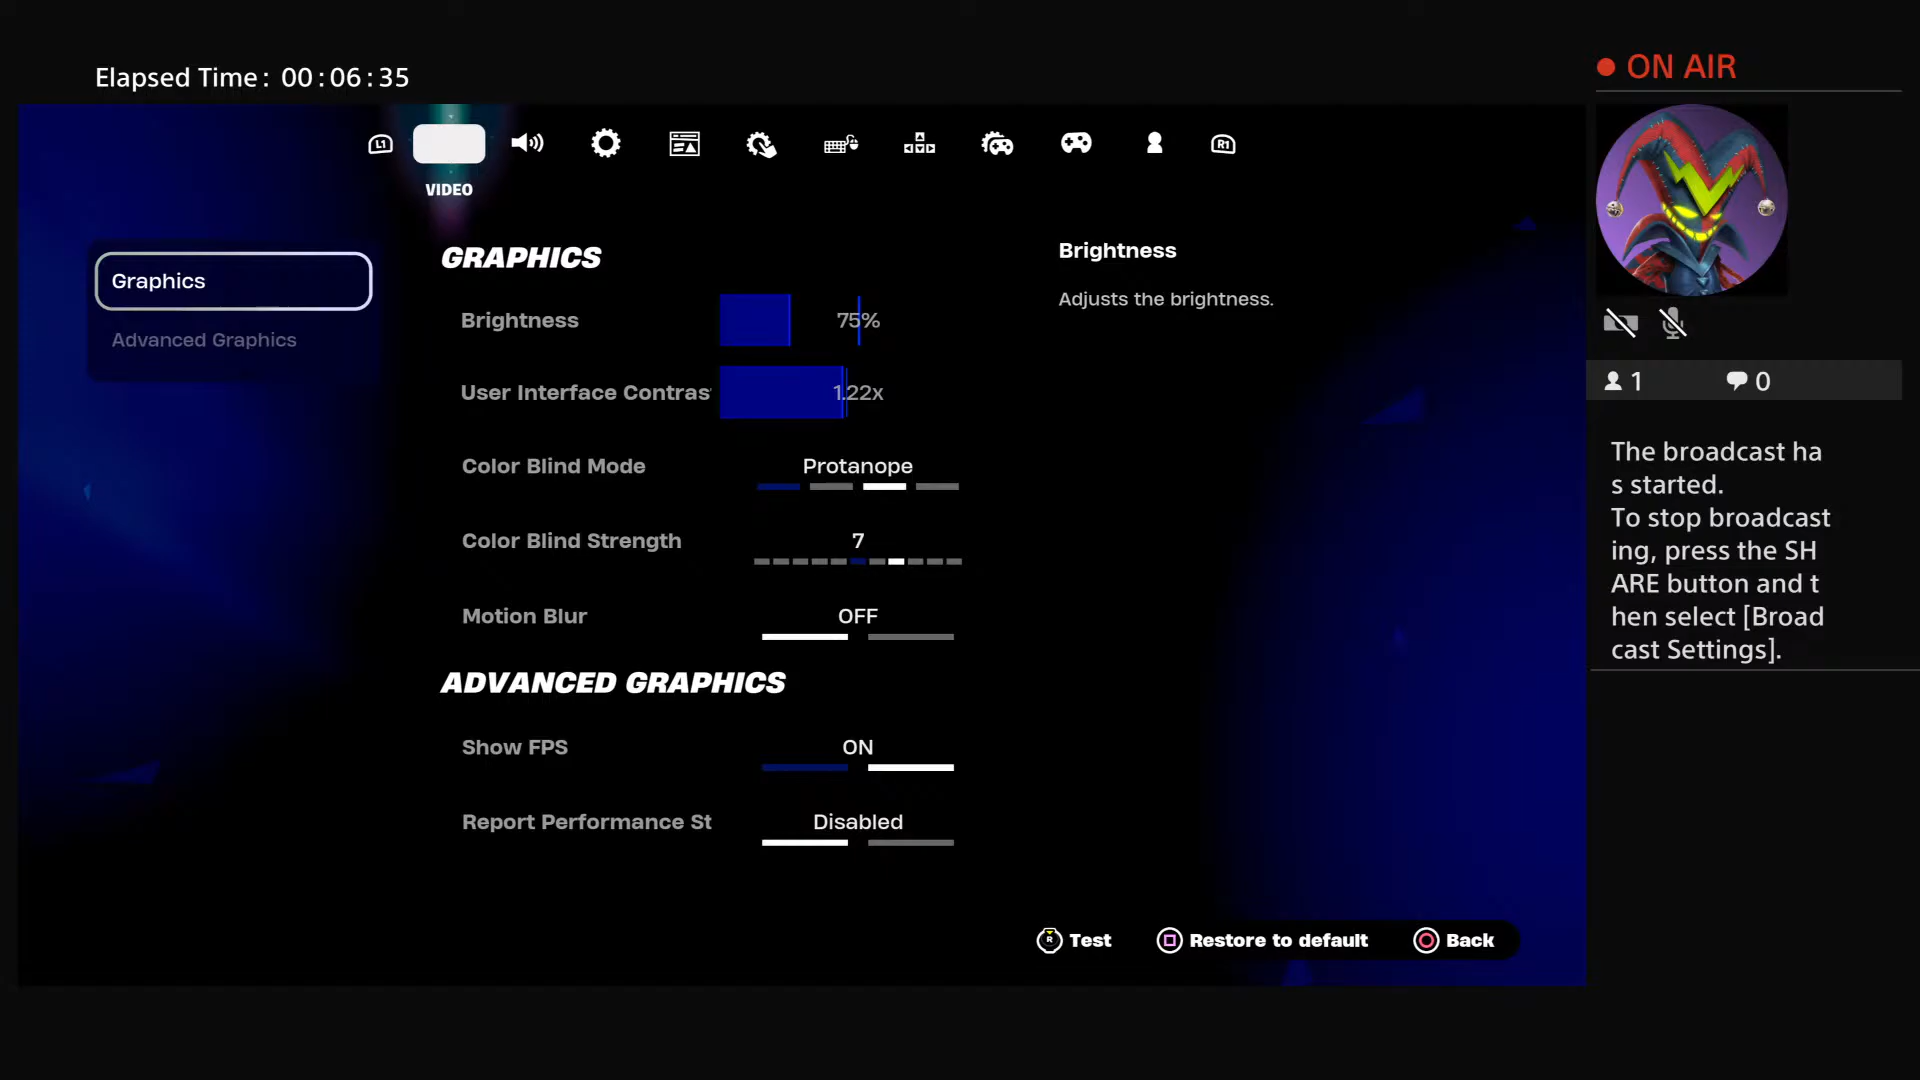 Elapsed Time: 00:06:35
ON AIR
L1
R1
VIDEO
Graphics
Advanced Graphics
GRAPHICS
Brightness
75%
User Interface Contras
1.22x
Color Blind Mode
Protanope
Color Blind Strength
7
Motion Blur
OFF
ADVANCED GRAPHICS
Show FPS
ON
Report Performance St
Disabled
Brightness
Adjusts the brightness.
R Test
Restore to default
Back
1
0
The broadcast ha
s started.
To stop broadcast
ing, press the SH
ARE button and t
hen select [Broad
cast Settings].